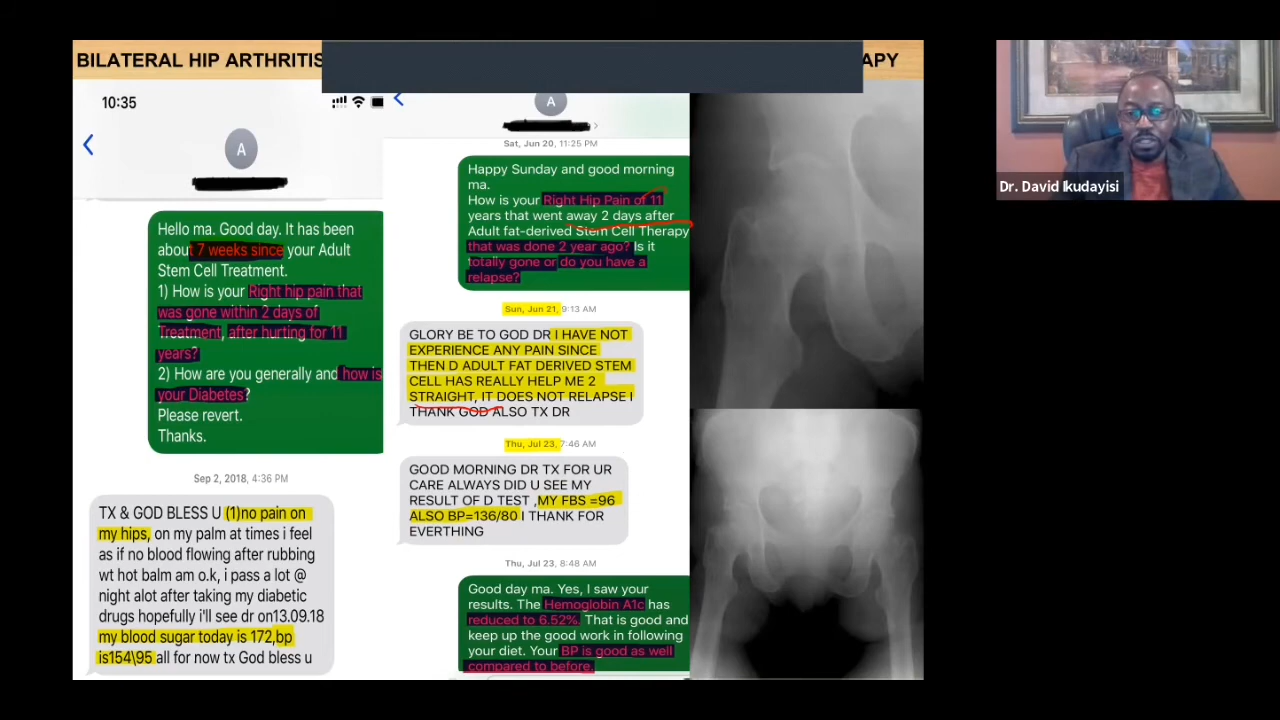 BILATERAL HIP ARTHRITIS
APY
10:35
A
Hello ma. Good day. It has been
about 7 weeks since your Adult
Stem Cell Treatment.
1) How is your Right hip pain that
was gone within 2 days of
Treatment, after hurting for 11
years?
2) How are you generally and how is
your Diabetes?
Please revert.
Thanks.
Sep 2, 2018, 4:36 PM
TX & GOD BLESS U (1)no pain on
my hips, on my palm at times i feel
as if no blood flowing after rubbing
wt hot balm am o.k, i pass a lot @
night alot after taking my diabetic
drugs hopefully i'll see dr on13.09.18
my blood sugar today is 172,bp
is154\95 all for now tx God bless u
A
Sat, Jun 20, 11:25 PM
Happy Sunday and good morning
ma.
How is your Right Hip Pain of 11
years that went away 2 days after
Adult fat-derived Stem Cell Therapy
that was done 2 year ago? Is it
totally gone or do you have a
relapse?
Sun, Jun 21, 9:13 AM
GLORY BE TO GOD DR I HAVE NOT
EXPERIENCE ANY PAIN SINCE
THEN D ADULT FAT DERIVED STEM
CELL HAS REALLY HELP ME 2
STRAIGHT, IT DOES NOT RELAPSE I
THANK GOD ALSO TX DR
Thu, Jul 23, 7:46 AM
GOOD MORNING DR TX FOR UR
CARE ALWAYS DID U SEE MY
RESULT OF D TEST ,MY FBS =96
ALSO BP=136/80 I THANK FOR
EVERTHING
Thu, Jul 23, 8:48 AM
Good day ma. Yes, I saw your
results. The Hemoglobin A1c has
reduced to 6.52%. That is good and
keep up the good work in following
your diet. Your BP is good as well
compared to before.
Dr. David Ikudayisi